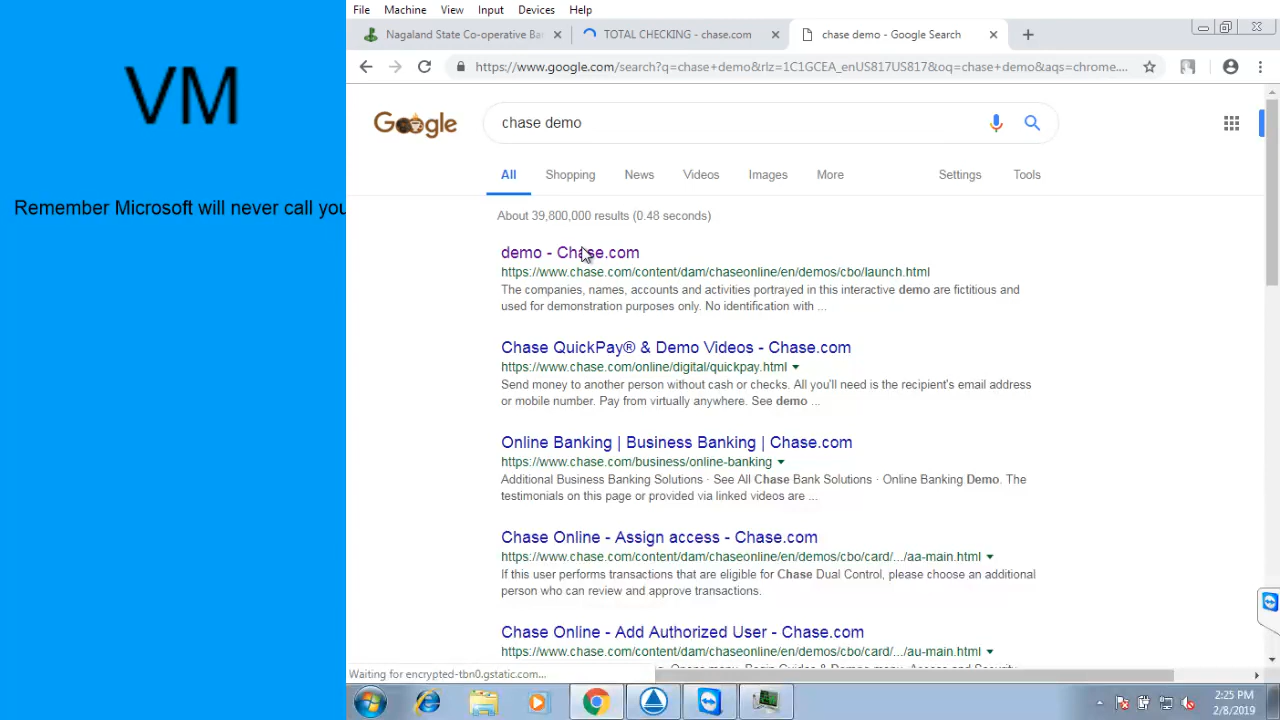 File Machine View Input Devices Help
Nagaland State Co-operative Ba
TOTAL CHECKING - chase.com
chase demo - Google Search
https://www.google.com/search?q=chase+demo&rlz=1C1GCEA_enUS817US817&oq=chase+demo&aqs=chrome....
VM
Remember Microsoft will never call you
Google
chase demo
All Shopping News Videos Images More Settings Tools
About 39,800,000 results (0.48 seconds)
demo - Chase.com
https://www.chase.com/content/dam/chaseonline/en/demos/cbo/launch.html
The companies, names, accounts and activities portrayed in this interactive demo are fictitious and
used for demonstration purposes only. No identification with ...
Chase QuickPay® & Demo Videos - Chase.com
https://www.chase.com/online/digital/quickpay.html
Send money to another person without cash or checks. All you'll need is the recipient's email address
or mobile number. Pay from virtually anywhere. See demo ...
Online Banking | Business Banking | Chase.com
https://www.chase.com/business/online-banking
Additional Business Banking Solutions · See All Chase Bank Solutions · Online Banking Demo. The
testimonials on this page or provided via linked videos are ...
Chase Online - Assign access - Chase.com
https://www.chase.com/content/dam/chaseonline/en/demos/cbo/card/.../aa-main.html
If this user performs transactions that are eligible for Chase Dual Control, please choose an additional
person who can review and approve transactions.
Chase Online - Add Authorized User - Chase.com
https://www.chase.com/content/dam/chaseonline/en/demos/cbo/card/.../au-main.html
Waiting for encrypted-tbn0.gstatic.com...
2:25 PM
2/8/2019